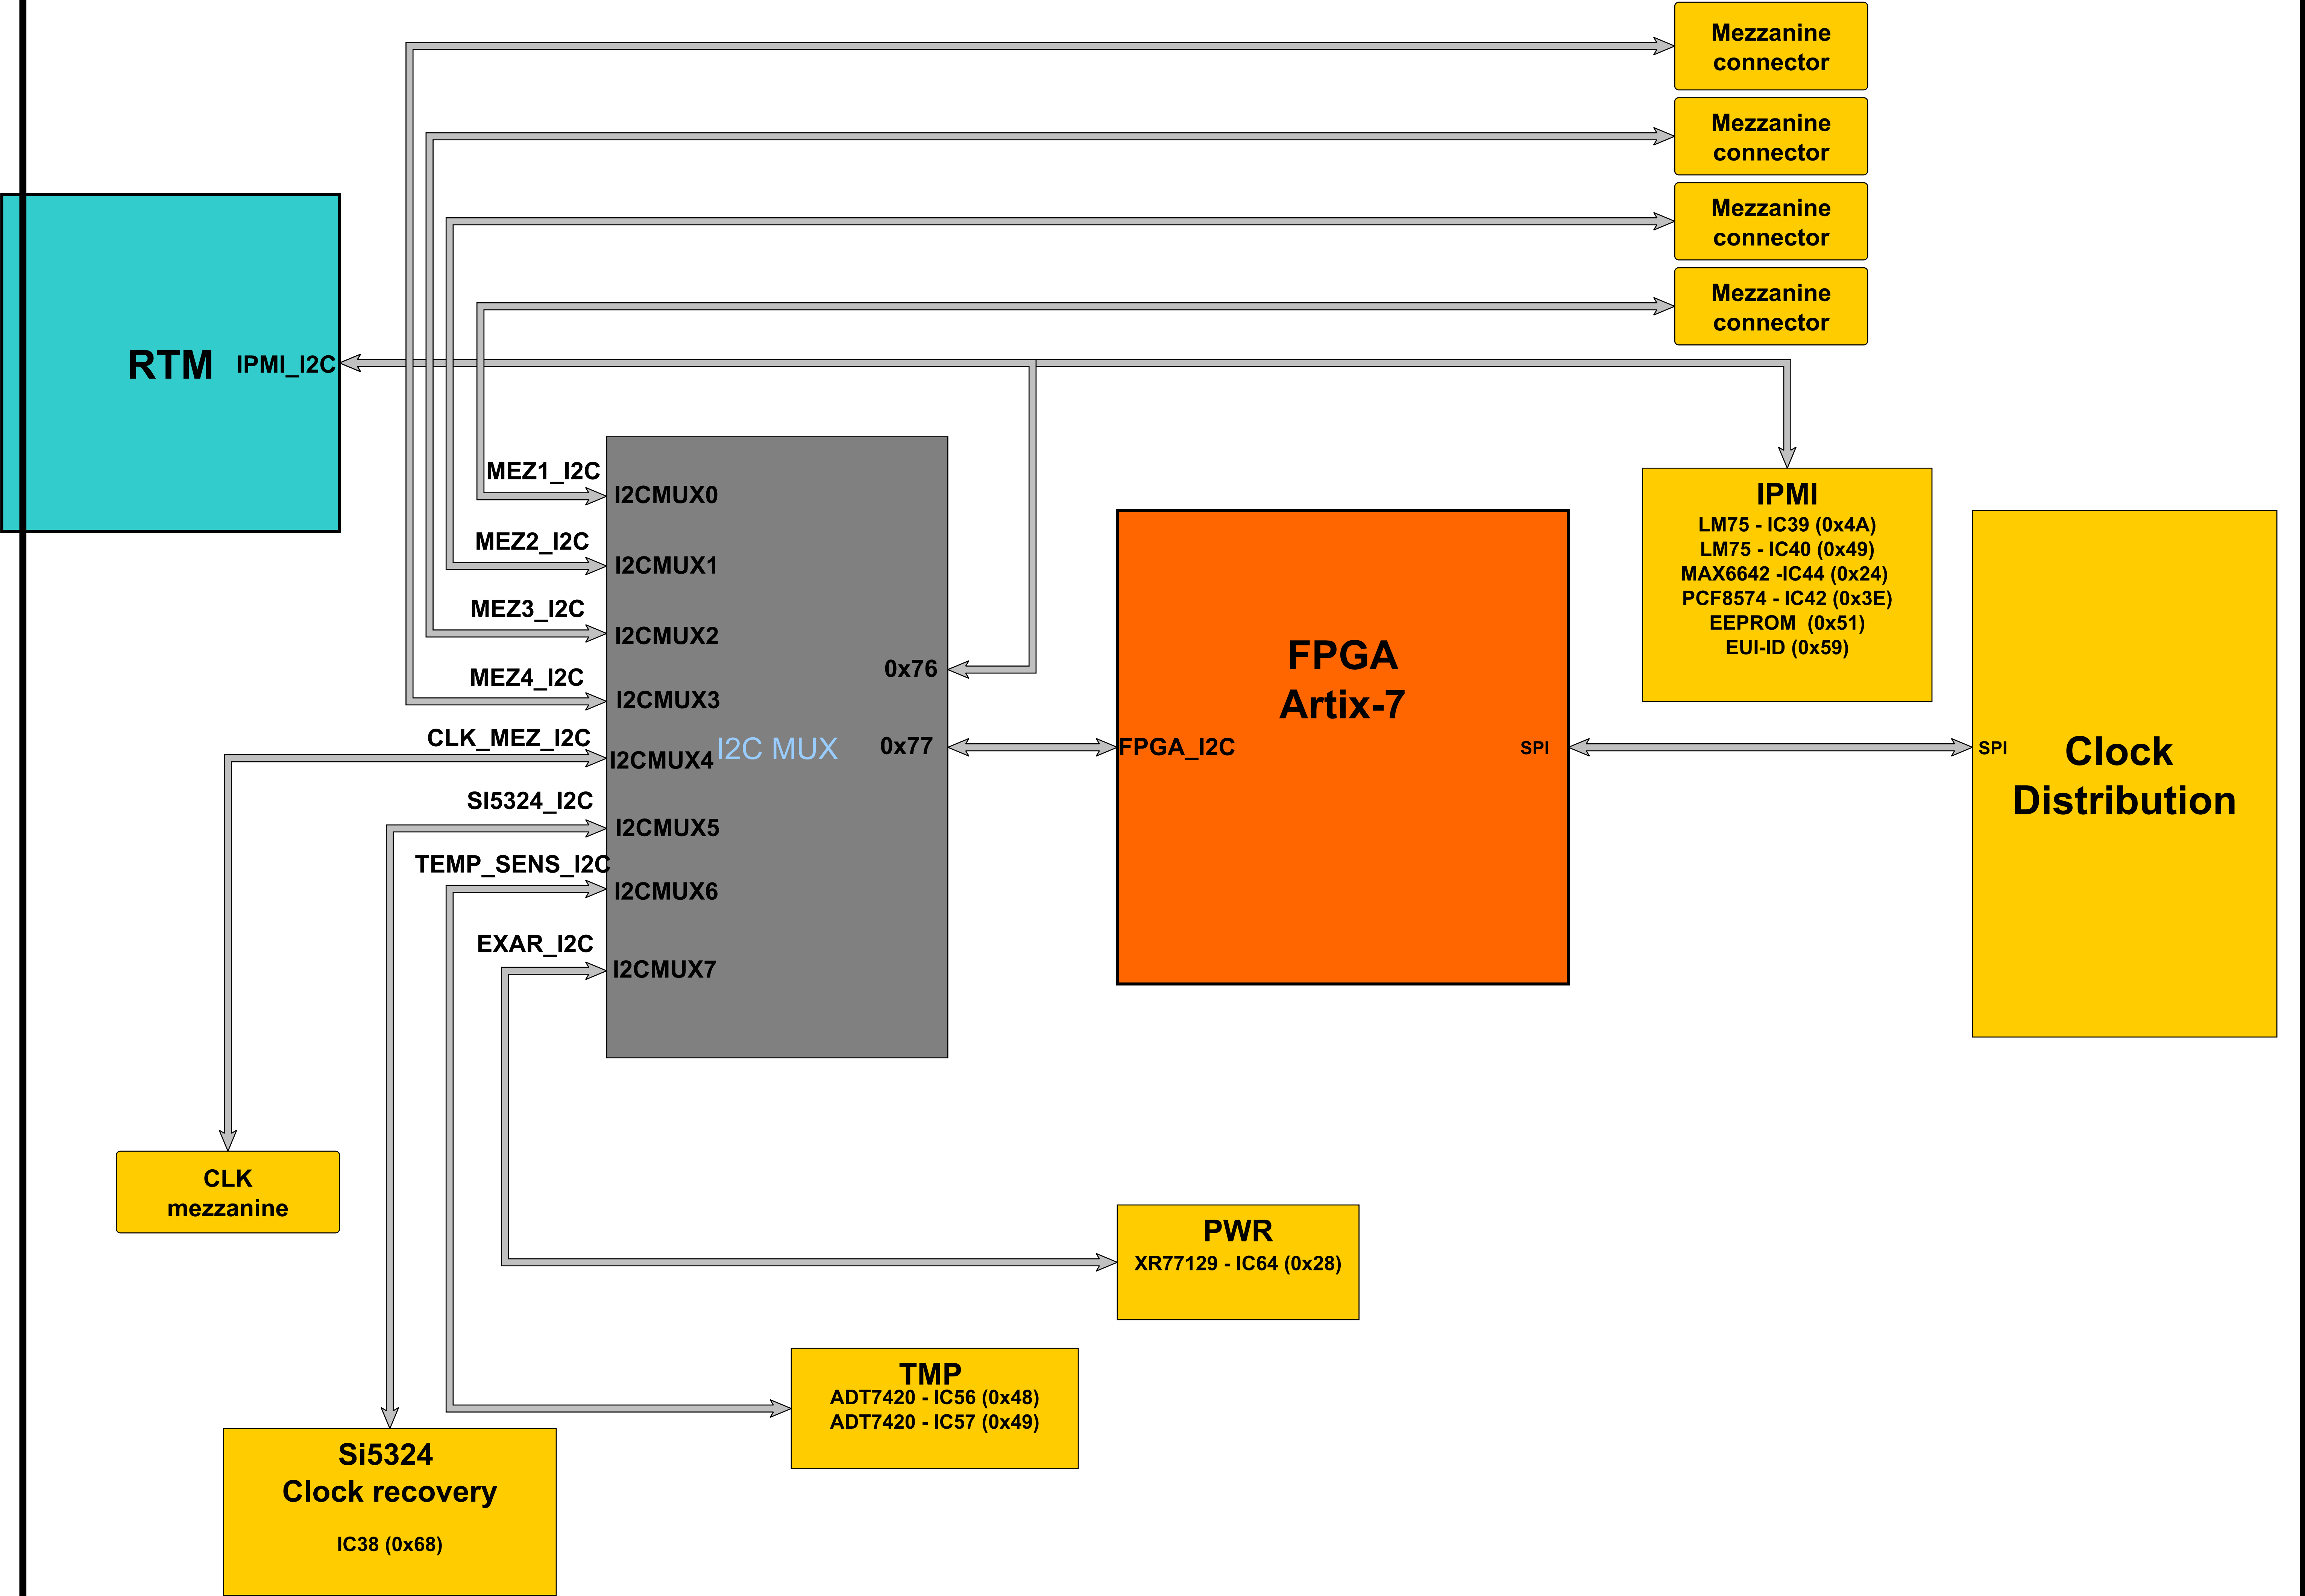 Mezzanine
connector
Mezzanine
connector
Mezzanine
connector
Mezzanine
connector
RTM
IPMI_I2C
MEZ1_I2C
I2CMUX0
MEZ2_I2C
I2CMUX1
MEZ3_I2C
I2CMUX2
MEZ4_I2C
I2CMUX3
CLK_MEZ_I2C
I2CMUX4
SI5324_I2C
I2CMUX5
TEMP_SENS_I2C
I2CMUX6
EXAR_I2C
I2CMUX7
I2C MUX
0x76
0x77
FPGA
Artix-7
FPGA_I2C
SPI
IPMI
LM75 - IC39 (0x4A)
LM75 - IC40 (0x49)
MAX6642 -IC44 (0x24)
PCF8574 - IC42 (0x3E)
EEPROM (0x51)
EUI-ID (0x59)
SPI
Clock
Distribution
CLK
mezzanine
PWR
XR77129 - IC64 (0x28)
TMP
ADT7420 - IC56 (0x48)
ADT7420 - IC57 (0x49)
Si5324
Clock recovery
IC38 (0x68)